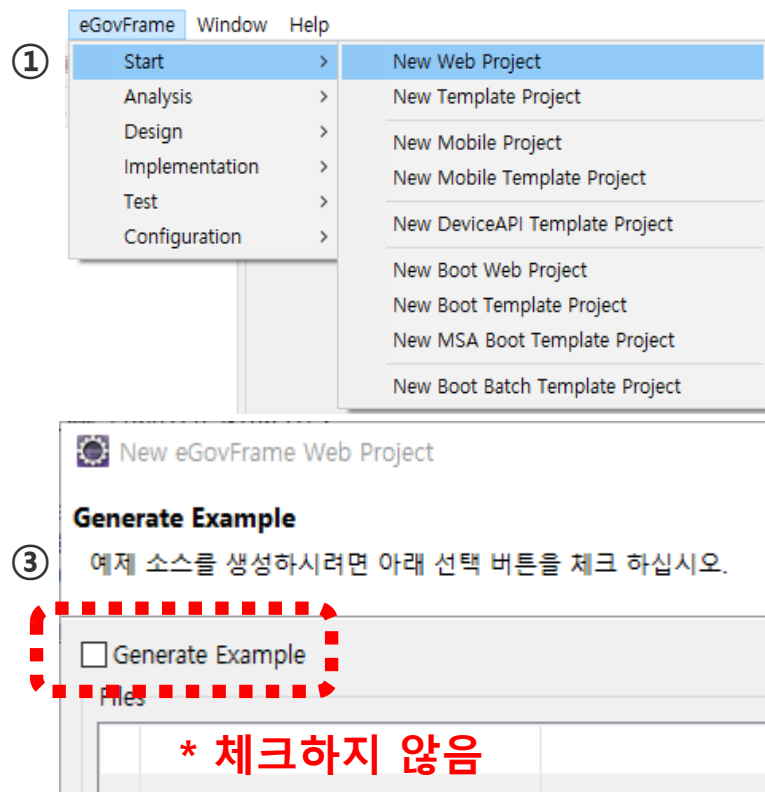 eGovFrame Window Help
①
Start > New Web Project
Analysis > New Template Project
Design > New Mobile Project
Implementation > New Mobile Template Project
Test > New DeviceAPI Template Project
Configuration >
New Boot Web Project
New Boot Template Project
New MSA Boot Template Project
New Boot Batch Template Project
New eGovFrame Web Project
Generate Example
③ 예제 소스를 생성하시려면 아래 선택 버튼을 체크 하십시오.
Generate Example
Files
* 체크하지 않음